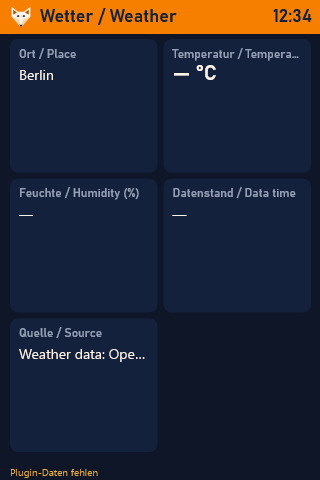 Wetter / Weather 12:34
Ort / Place
Berlin
Temperatur / Tempera...
— °C
Feuchte / Humidity (%)
—
Datenstand / Data time
—
Quelle / Source
Weather data: Ope...
Plugin-Daten fehlen